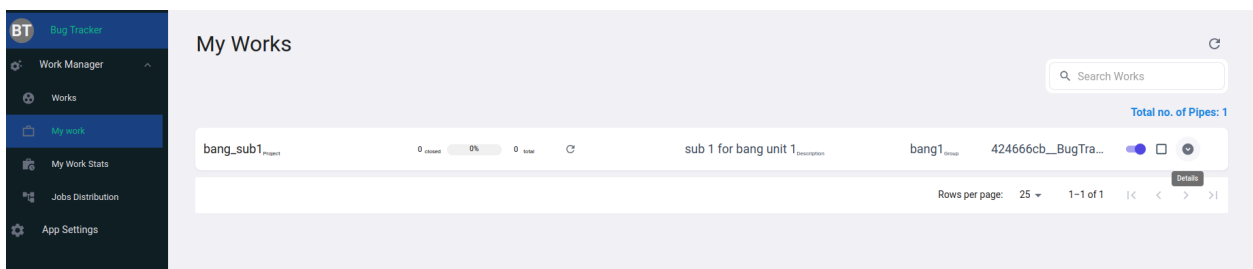 BT Bug Tracker
Work Manager
Works
My work
My Work Stats
Jobs Distribution
App Settings
My Works
Search Works
Total no. of Pipes: 1
bang_sub1 Project 0 closed 0% 0 total sub 1 for bang unit 1 Description bang1 Group 424666cb__BugTra...
Details
Rows per page: 25 1–1 of 1